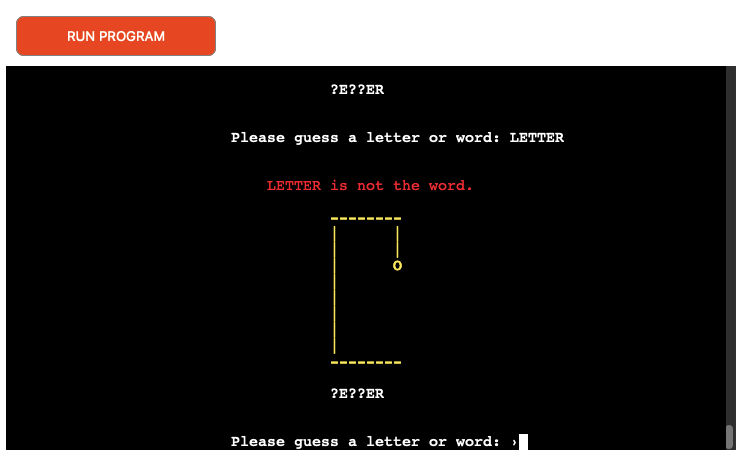 RUN PROGRAM
?E??ER
Please guess a letter or word: LETTER
LETTER is not the word.
--------
|      |
|      |
|      O
|
|
|
|
|
--------
?E??ER
Please guess a letter or word: ›